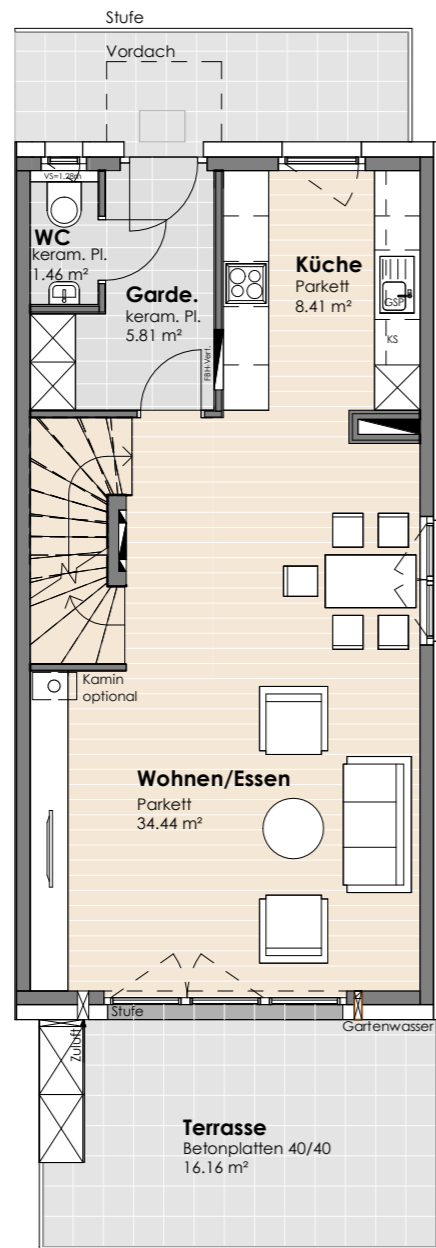 Stufe
Vordach
VS=1.28m
WC
keram. Pl.
1.46 m²
Garde.
keram. Pl.
5.81 m²
FBH-Vert.
Küche
Parkett
8.41 m²
GSP
KS
Kamin
optional
Wohnen/Essen
Parkett
34.44 m²
Stufe
Zuluft
Gartenwasser
Terrasse
Betonplatten 40/40
16.16 m²